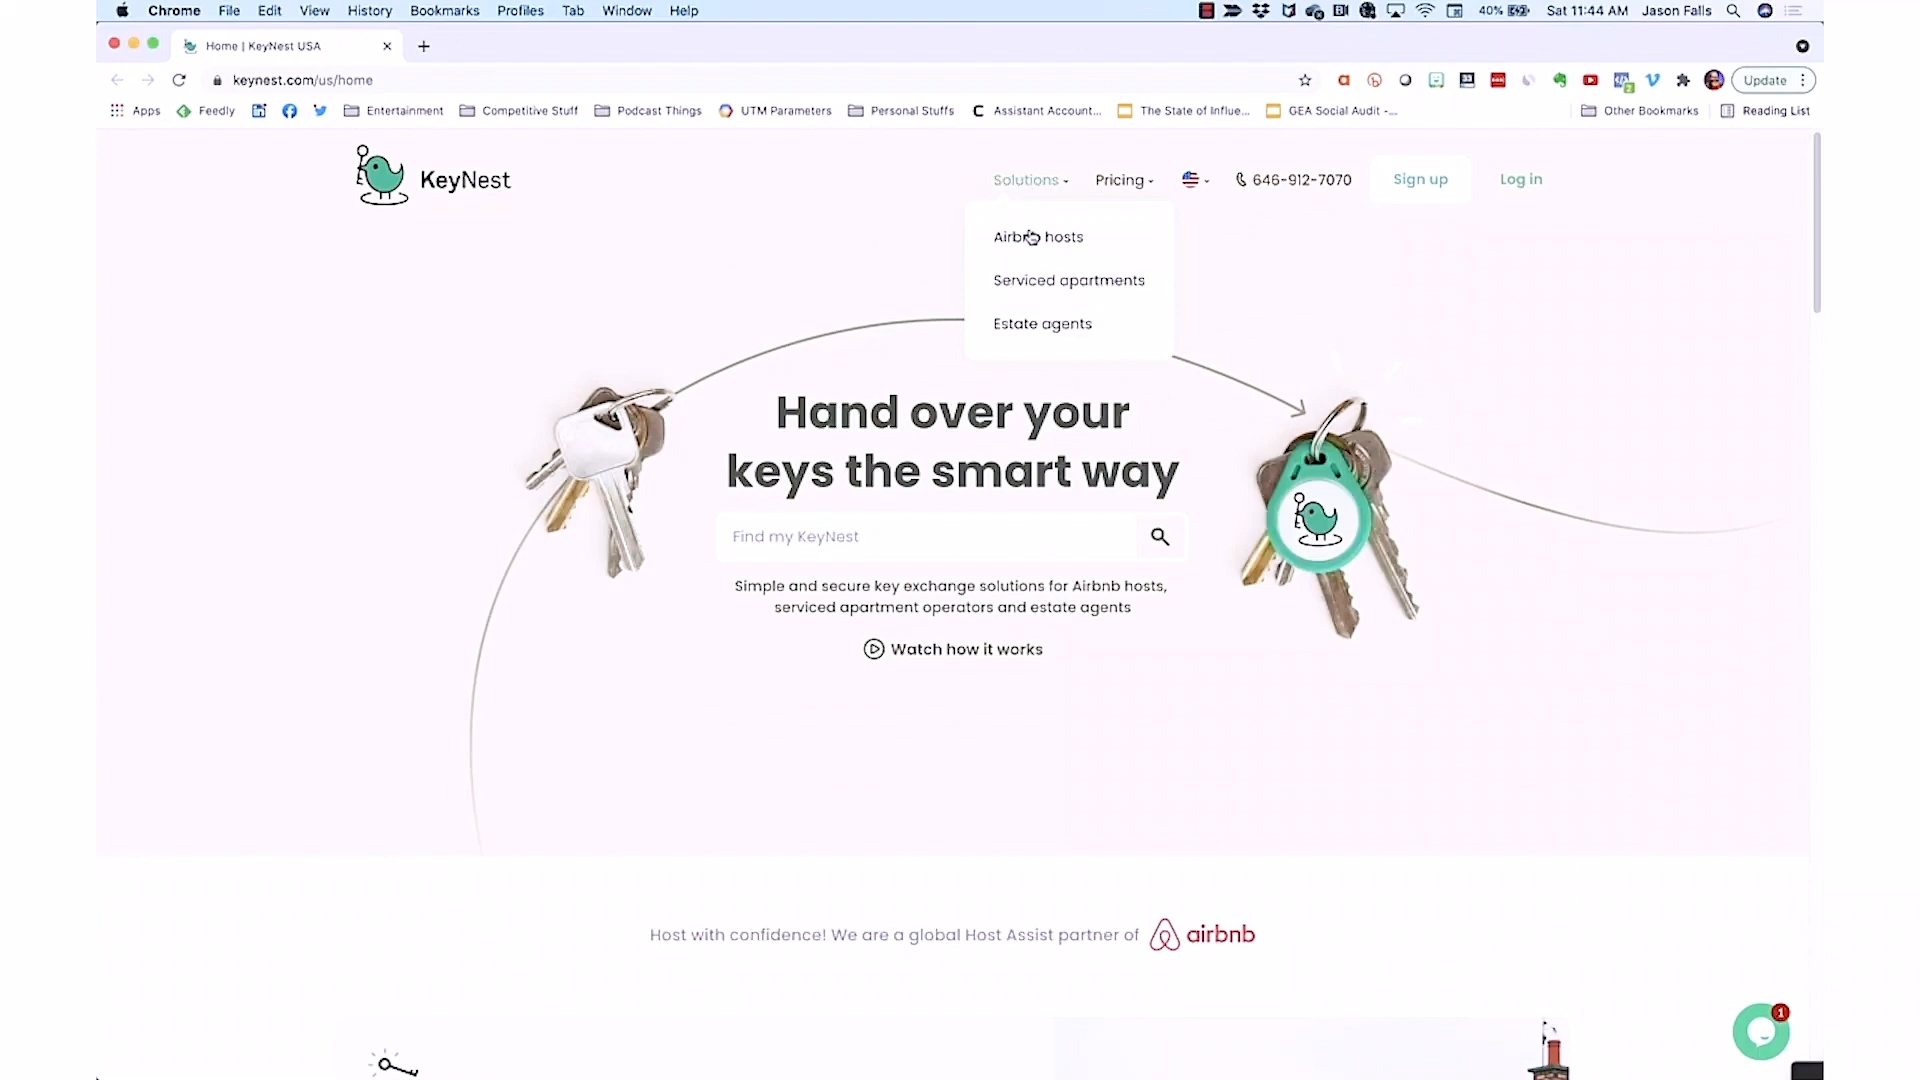 Chrome File Edit View History Bookmarks Profiles Tab Window Help 40% Sat 11:44 AM Jason Falls
Home | KeyNest USA
keynest.com/us/home Update
Apps Feedly Entertainment Competitive Stuff Podcast Things UTM Parameters Personal Stuffs Assistant Account... The State of Influe... GEA Social Audit -... Other Bookmarks Reading List
KeyNest Solutions Pricing 646-912-7070 Sign up Log in
Airbnb hosts
Serviced apartments
Estate agents
Hand over your
keys the smart way
Find my KeyNest
Simple and secure key exchange solutions for Airbnb hosts,
serviced apartment operators and estate agents
Watch how it works
Host with confidence! We are a global Host Assist partner of airbnb
1